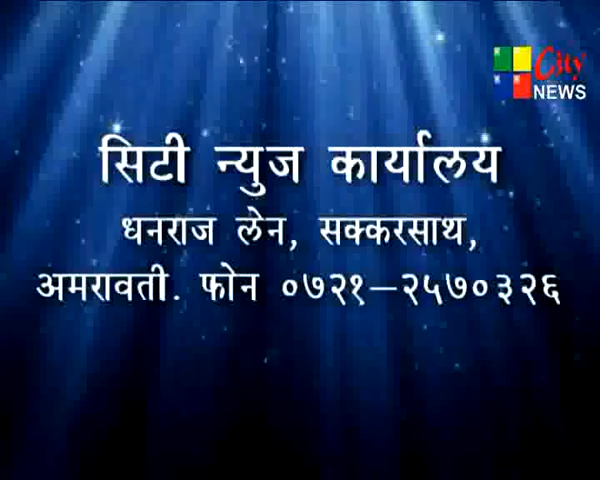 City
NEWS
सिटी न्युज कार्यालय
धनराज लेन, सक्करसाथ,
अमरावती. फोन ०७२१–२५७०३२६